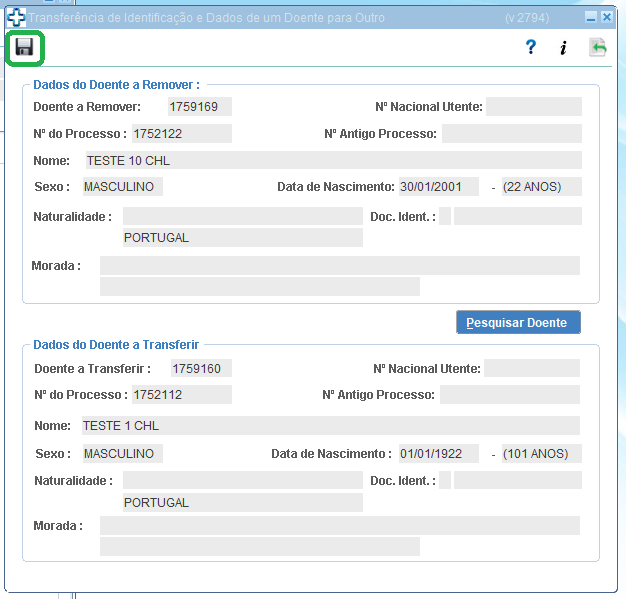 Transferência de Identificação e Dados de um Doente para Outro (v 2794)
? i
Dados do Doente a Remover :
Doente a Remover: 1759169 Nº Nacional Utente:
Nº do Processo : 1752122 Nº Antigo Processo:
Nome: TESTE 10 CHL
Sexo : MASCULINO Data de Nascimento: 30/01/2001 - (22 ANOS)
Naturalidade : Doc. Ident. :
PORTUGAL
Morada :
Pesquisar Doente
Dados do Doente a Transferir
Doente a Transferir : 1759160 Nº Nacional Utente:
Nº do Processo : 1752112 Nº Antigo Processo:
Nome: TESTE 1 CHL
Sexo : MASCULINO Data de Nascimento : 01/01/1922 - (101 ANOS)
Naturalidade : Doc. Ident. :
PORTUGAL
Morada :